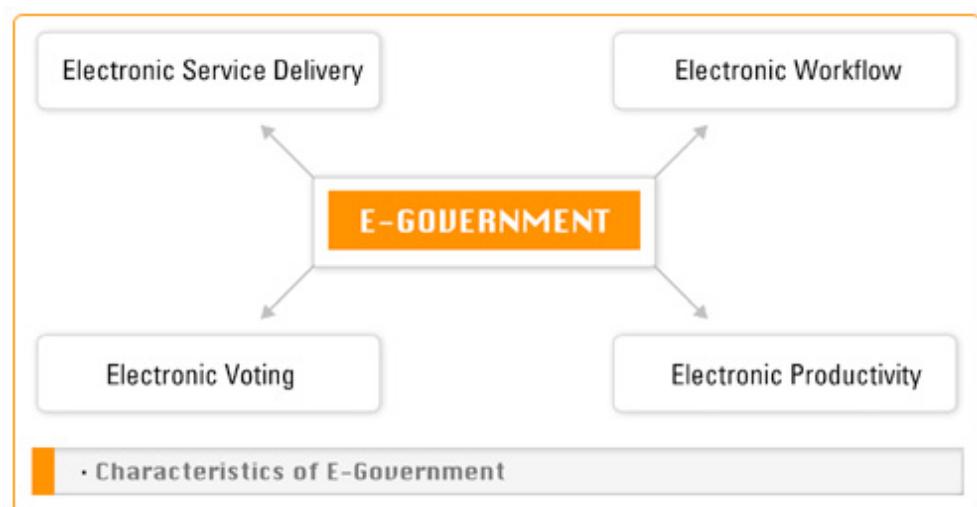 Electronic Service Delivery
Electronic Workflow
E-GOVERNMENT
Electronic Voting
Electronic Productivity
· Characteristics of E-Government